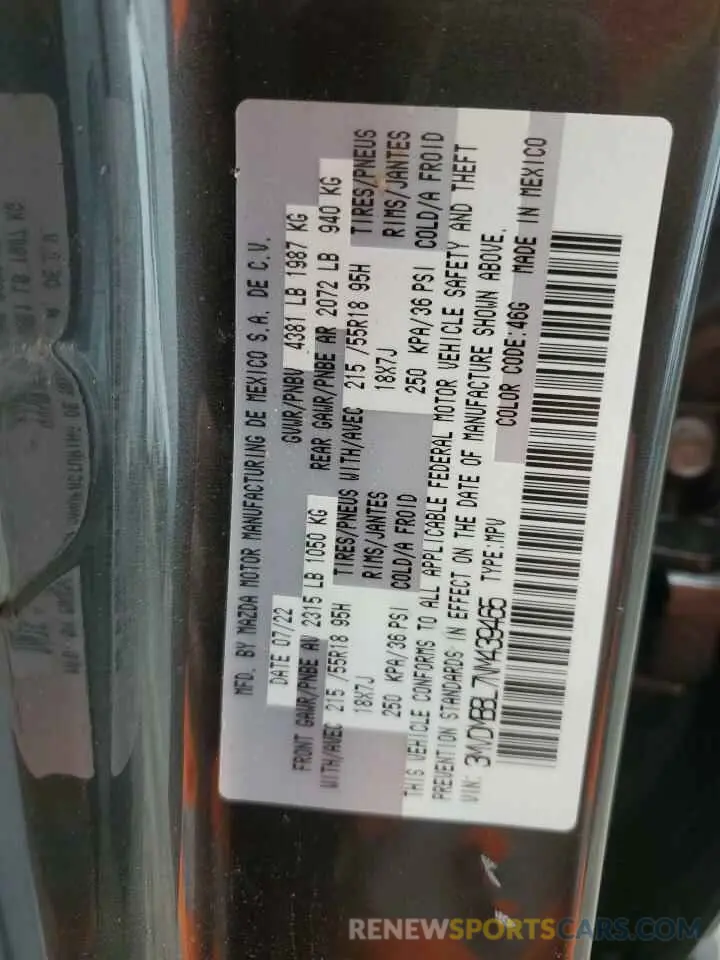 MFD. BY MAZDA MOTOR MANUFACTURING DE MEXICO S.A. DE C.V.
DATE 07/22 GVWR/PNBV 4381 LB 1987 KG
FRONT GAWR/PNBE AV 2315 LB 1050 KG REAR GAWR/PNBE AR 2072 LB 940 KG
WITH/AVEC 215 /55R18 95H TIRES/PNEUS WITH/AVEC 215 /55R18 95H TIRES/PNEUS
18X7J RIMS/JANTES 18X7J RIMS/JANTES
250 KPA/36 PSI COLD/A FROID 250 KPA/36 PSI COLD/A FROID
THIS VEHICLE CONFORMS TO ALL APPLICABLE FEDERAL MOTOR VEHICLE SAFETY AND THEFT
PREVENTION STANDARDS IN EFFECT ON THE DATE OF MANUFACTURE SHOWN ABOVE.
VIN: 3MVDMBBL7NM439465 TYPE:MPV COLOR CODE:46G MADE IN MEXICO
RENEWSPORTSCARS.COM